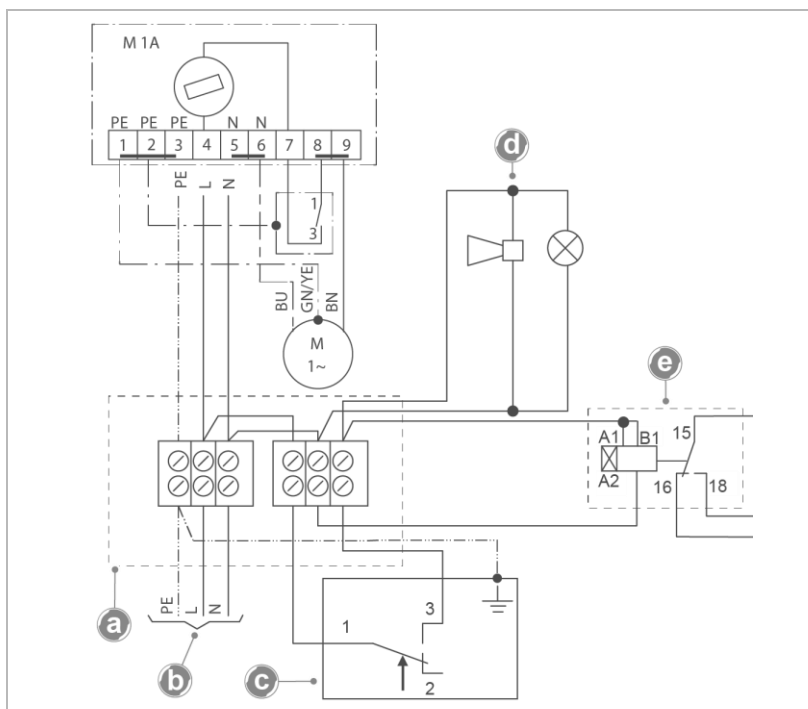 M 1A
PE PE PE N N
1 2 3 4 5 6 7 8 9
PE
L
N
1
3
BU
GN/YE
BN
M
1~
d
e
A1 B1 15
A2 16 18
a
PE
L
N
b
c
1 3
2